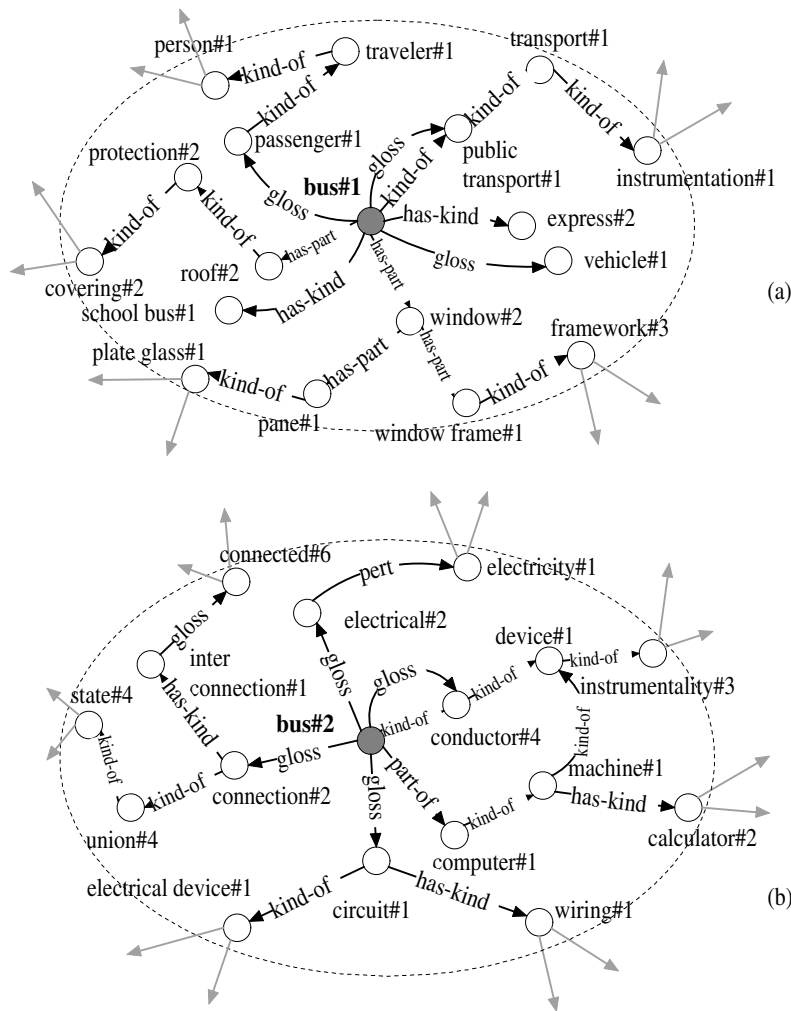 person#1
kind-of
traveler#1
transport#1
kind-of
kind-of
kind-of
passenger#1
gloss
public
transport#1
kind-of
instrumentation#1
protection#2
bus#1
gloss
has-kind
express#2
kind-of
kind-of
has-part
has-part
gloss
vehicle#1
covering#2
roof#2
school bus#1
has-kind
(a)
window#2
framework#3
plate glass#1
kind-of
has-part
has-part
kind-of
pane#1
window frame#1
connected#6
pert
electricity#1
gloss
electrical#2
inter
connection#1
gloss
gloss
device#1
kind-of
kind-of
instrumentality#3
state#4
has-kind
bus#2
kind-of
conductor#4
kind-of
kind-of
gloss
connection#2
part-of
machine#1
kind-of
union#4
gloss
kind-of
has-kind
computer#1
calculator#2
electrical device#1
kind-of
circuit#1
has-kind
wiring#1
(b)